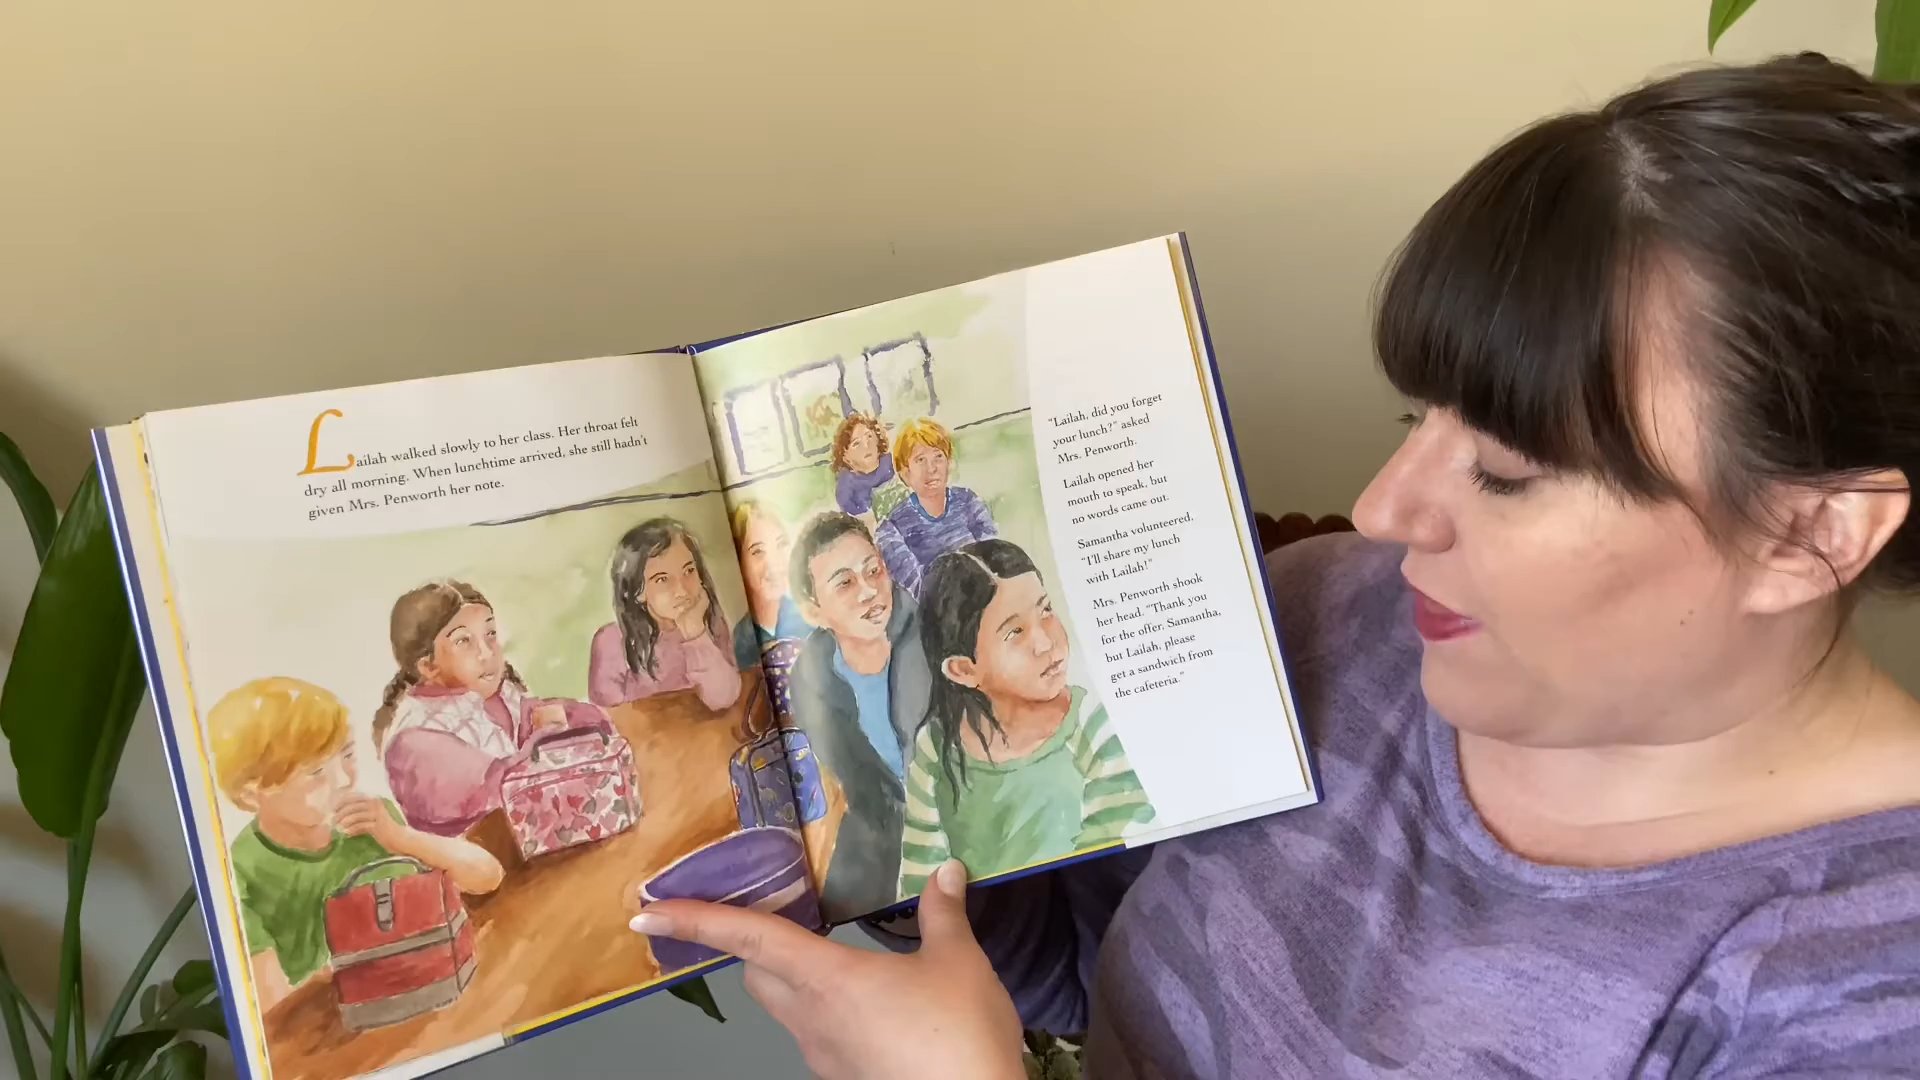 Lailah walked slowly to her class. Her throat felt
dry all morning. When lunchtime arrived, she still hadn't
given Mrs. Penworth her note.
"Lailah, did you forget
your lunch?" asked
Mrs. Penworth.
Lailah opened her
mouth to speak, but
no words came out.
Samantha volunteered,
"I'll share my lunch
with Lailah!"
Mrs. Penworth shook
her head. "Thank you
for the offer, Samantha,
but Lailah, please
get a sandwich from
the cafeteria."